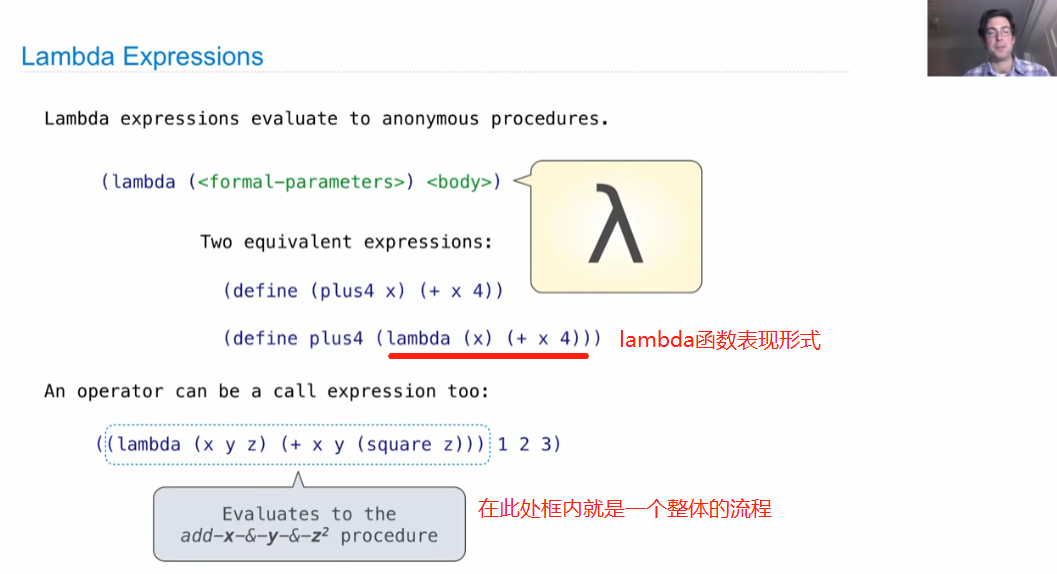 Lambda Expressions
Lambda expressions evaluate to anonymous procedures.
(lambda (<formal-parameters>) <body>)
λ
Two equivalent expressions:
(define (plus4 x) (+ x 4))
(define plus4 (lambda (x) (+ x 4))) lambda函数表现形式
An operator can be a call expression too:
((lambda (x y z) (+ x y (square z))) 1 2 3)
Evaluates to the
add-x-&-y-&-z² procedure
在此处框内就是一个整体的流程